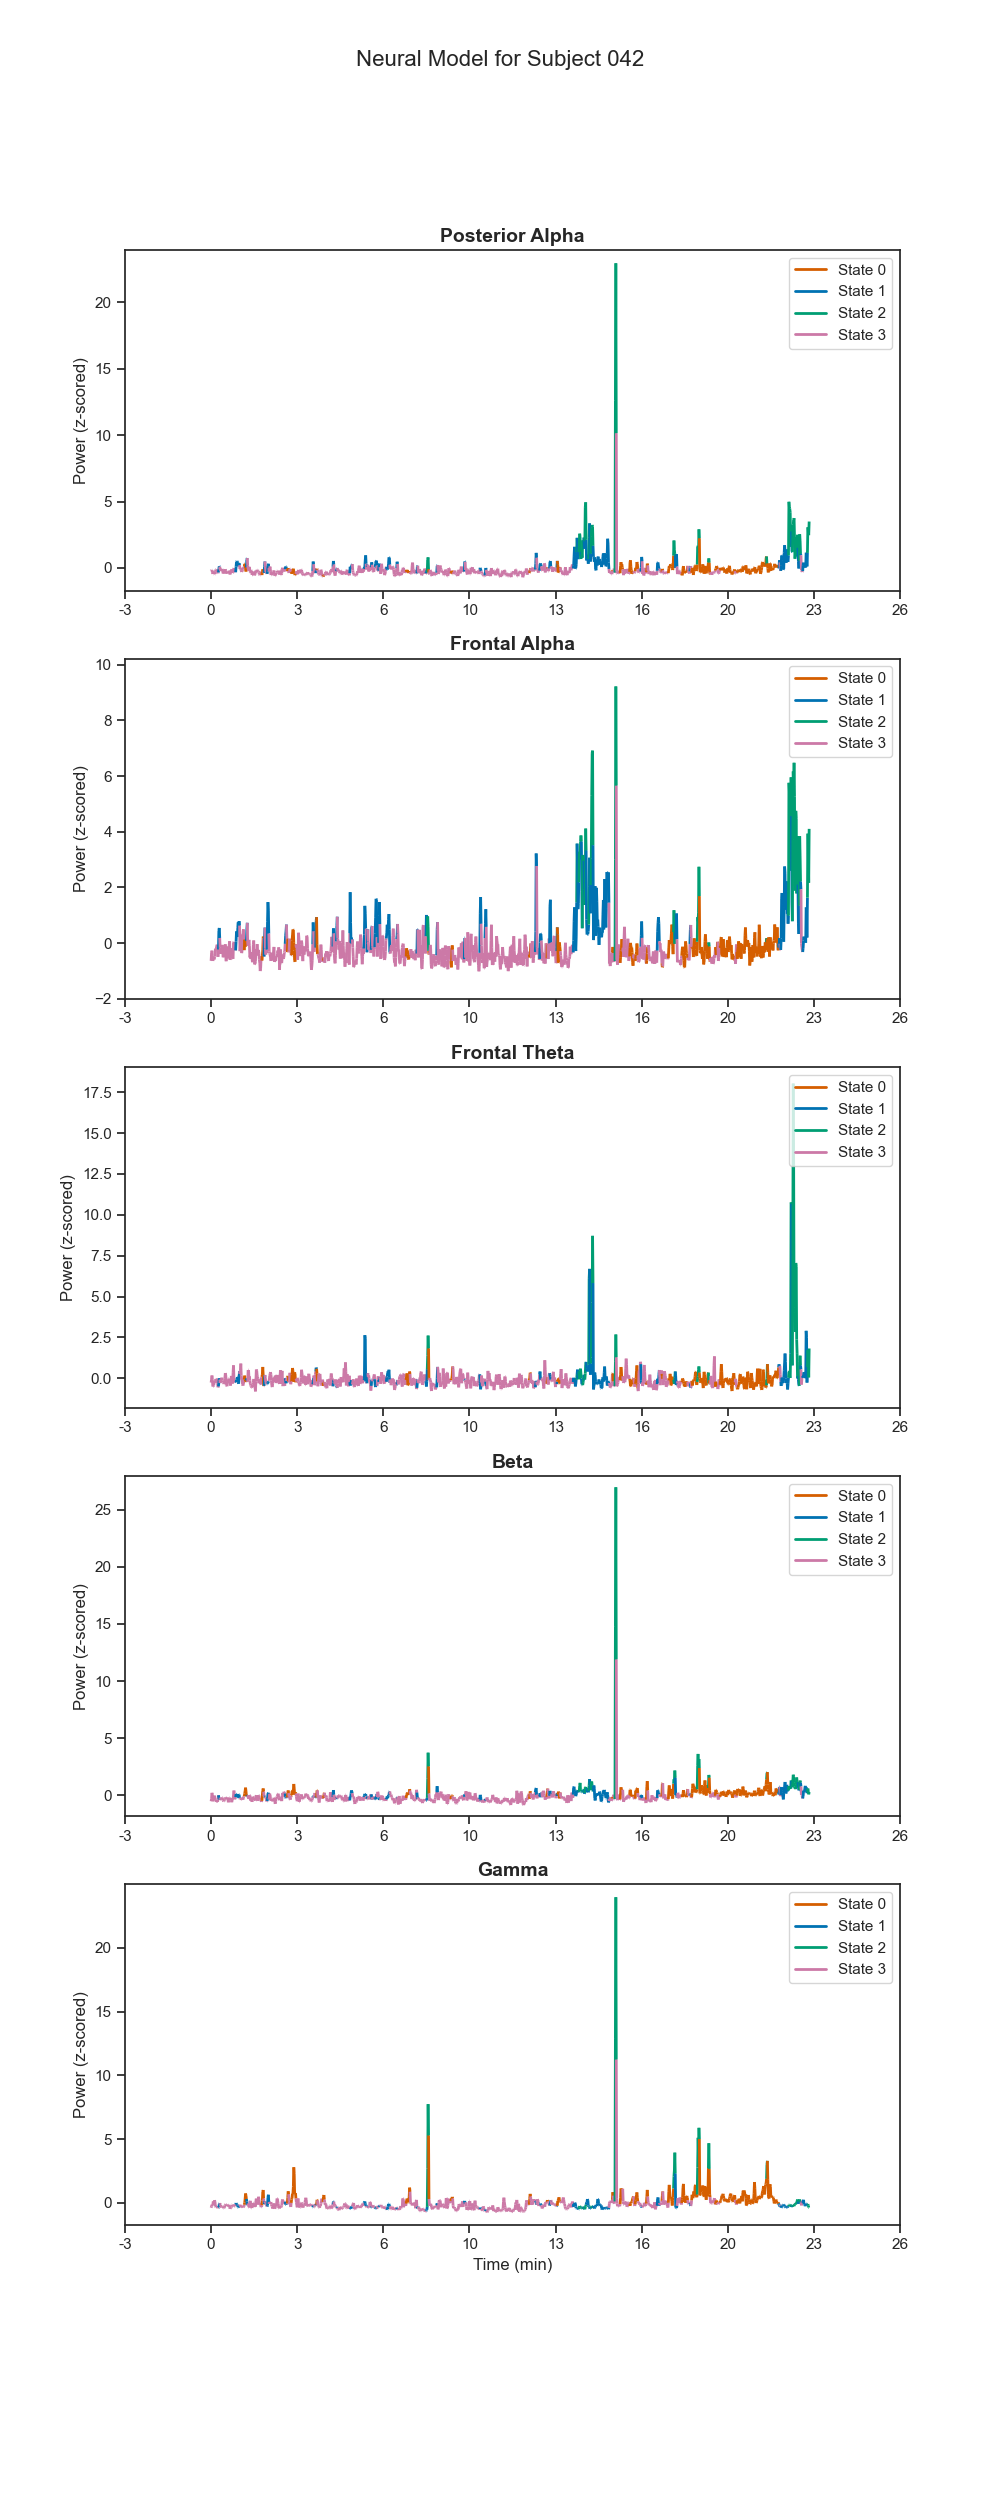 Neural Model for Subject 042
Posterior Alpha
Power (z-scored)
20
15
10
5
0
State 0
State 1
State 2
State 3
-3 0 3 6 10 13 16 20 23 26
Frontal Alpha
Power (z-scored)
10
8
6
4
2
0
−2
State 0
State 1
State 2
State 3
-3 0 3 6 10 13 16 20 23 26
Frontal Theta
Power (z-scored)
17.5
15.0
12.5
10.0
7.5
5.0
2.5
0.0
State 0
State 1
State 2
State 3
-3 0 3 6 10 13 16 20 23 26
Beta
Power (z-scored)
25
20
15
10
5
0
State 0
State 1
State 2
State 3
-3 0 3 6 10 13 16 20 23 26
Gamma
Power (z-scored)
20
15
10
5
0
State 0
State 1
State 2
State 3
-3 0 3 6 10 13 16 20 23 26
Time (min)